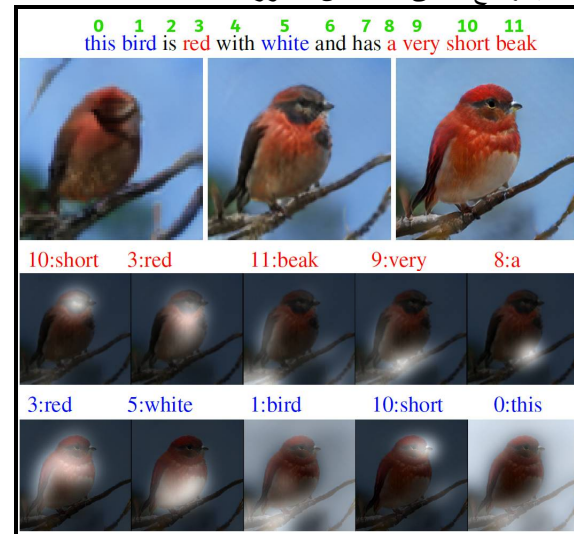 0 1 2 3 4 5 6 7 8 9 10 11
this bird is red with white and has a very short beak
10:short 3:red 11:beak 9:very 8:a
3:red 5:white 1:bird 10:short 0:this